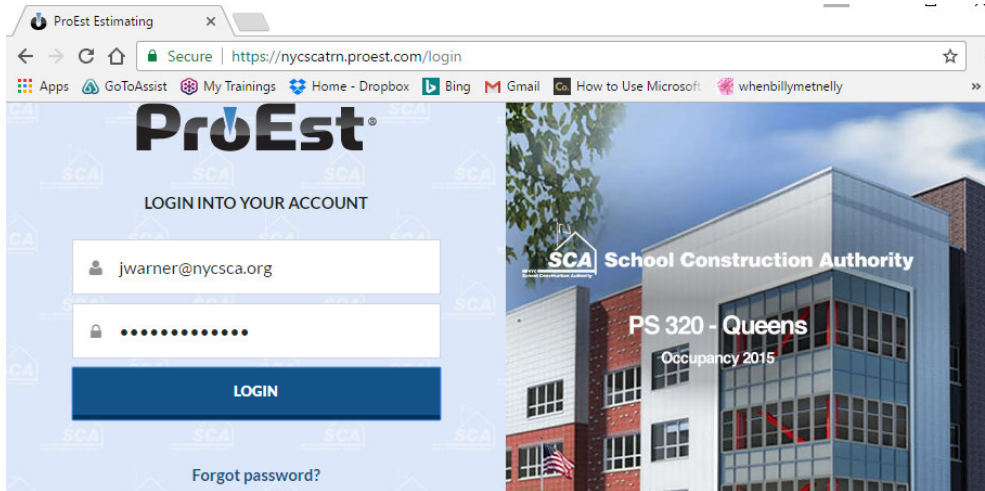 ProEst Estimating
Secure | https://nycscatrn.proest.com/login
Apps GoToAssist My Trainings Home - Dropbox Bing Gmail Co. How to Use Microsoft whenbillymetnelly »
ProEst®
LOGIN INTO YOUR ACCOUNT
jwarner@nycsca.org
•••••••••••••
LOGIN
Forgot password?
SCA School Construction Authority
PS 320 - Queens
Occupancy 2015